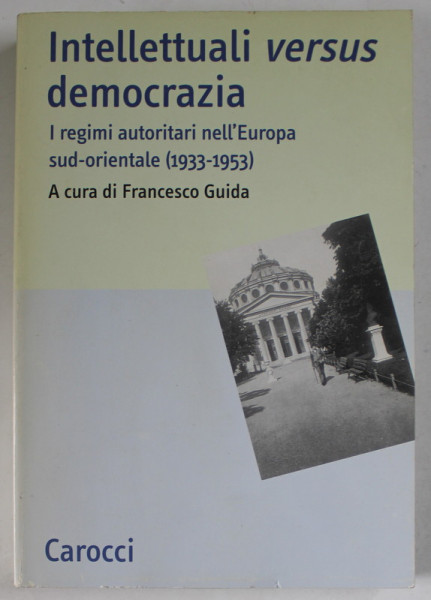 Intellettuali versus
democrazia
I regimi autoritari nell'Europa
sud-orientale (1933-1953)
A cura di Francesco Guida
Carocci